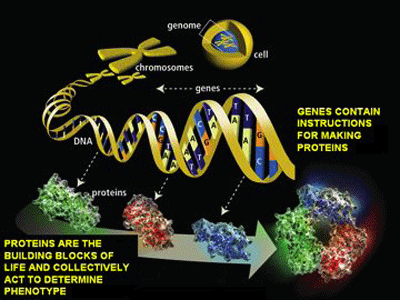 genome
cell
chromosomes
genes
DNA
GENES CONTAIN
INSTRUCTIONS
FOR MAKING
PROTEINS
proteins
PROTEINS ARE THE
BUILDING BLOCKS OF
LIFE AND COLLECTIVELY
ACT TO DETERMINE
PHENOTYPE